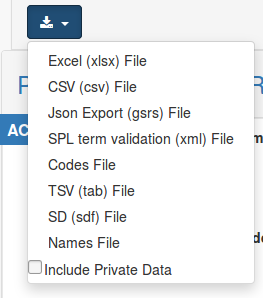 Excel (xlsx) File
CSV (csv) File
Json Export (gsrs) File
AC
SPL term validation (xml) File
Codes File
TSV (tab) File
SD (sdf) File
Names File
Include Private Data